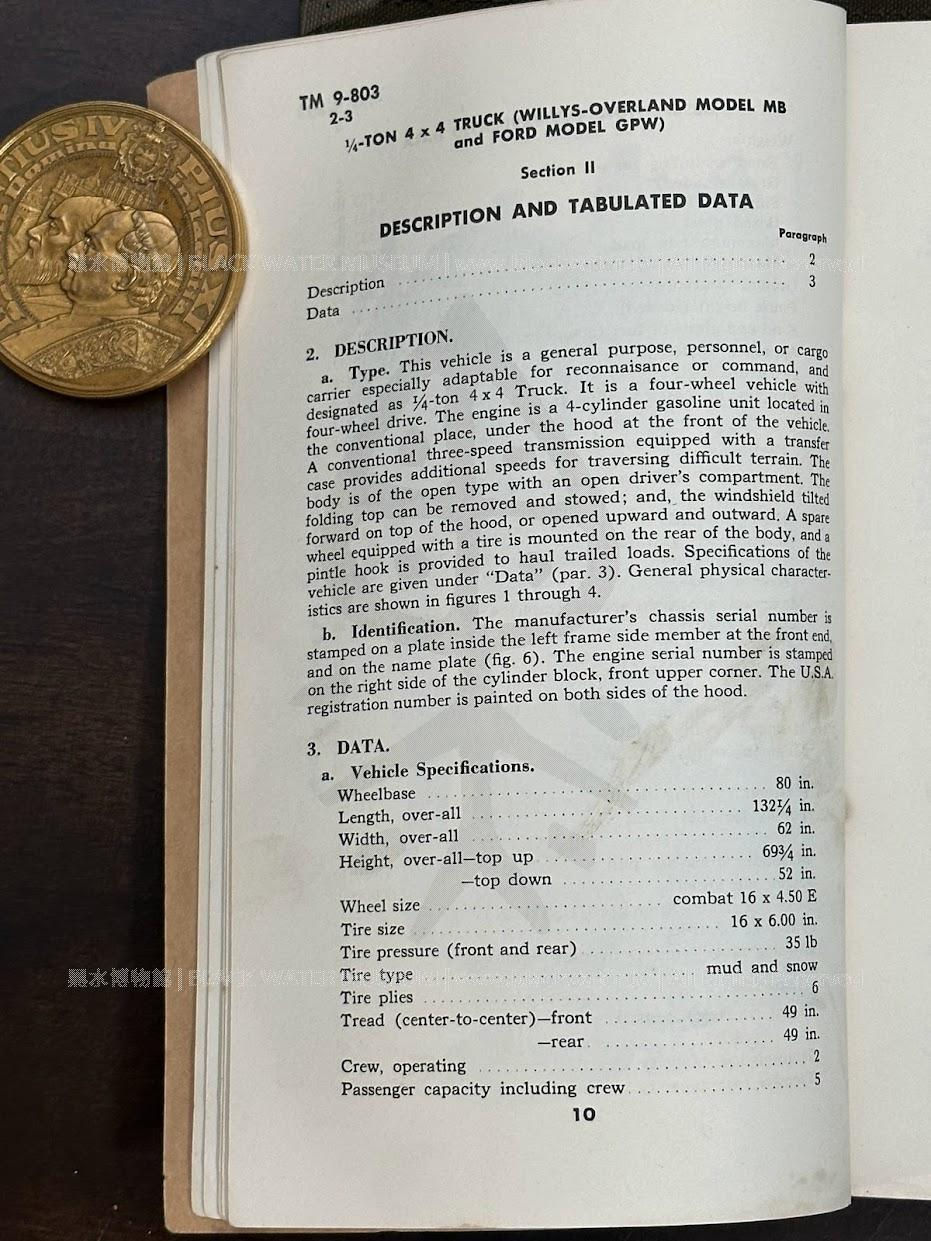 TM 9-803
2-3
¼-TON 4 x 4 TRUCK (WILLYS-OVERLAND MODEL MB
and FORD MODEL GPW)
Section II
DESCRIPTION AND TABULATED DATA
Paragraph
Description 2
Data 3
2. DESCRIPTION.
a. Type. This vehicle is a general purpose, personnel, or cargo
carrier especially adaptable for reconnaisance or command, and
designated as ¼-ton 4 x 4 Truck. It is a four-wheel vehicle with
four-wheel drive. The engine is a 4-cylinder gasoline unit located in
the conventional place, under the hood at the front of the vehicle.
A conventional three-speed transmission equipped with a transfer
case provides additional speeds for traversing difficult terrain. The
body is of the open type with an open driver's compartment. The
folding top can be removed and stowed; and, the windshield tilted
forward on top of the hood, or opened upward and outward. A spare
wheel equipped with a tire is mounted on the rear of the body, and a
pintle hook is provided to haul trailed loads. Specifications of the
vehicle are given under "Data" (par. 3). General physical character-
istics are shown in figures 1 through 4.
b. Identification. The manufacturer's chassis serial number is
stamped on a plate inside the left frame side member at the front end,
and on the name plate (fig. 6). The engine serial number is stamped
on the right side of the cylinder block, front upper corner. The U.S.A.
registration number is painted on both sides of the hood.
3. DATA.
a. Vehicle Specifications.
Wheelbase 80 in.
Length, over-all 132¼ in.
Width, over-all 62 in.
Height, over-all—top up 69¾ in.
—top down 52 in.
Wheel size combat 16 x 4.50 E
Tire size 16 x 6.00 in.
Tire pressure (front and rear) 35 lb
Tire type mud and snow
Tire plies 6
Tread (center-to-center)—front 49 in.
—rear 49 in.
Crew, operating 2
Passenger capacity including crew 5
10
PIUS XI
BLACK WATER MUSEUM
BLACK WATER MUSEUM